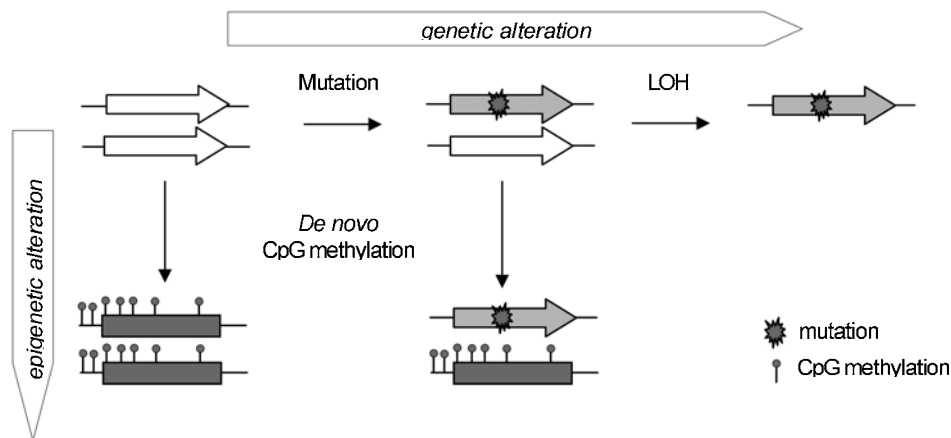 genetic alteration
Mutation
LOH
epigenetic alteration
De novo
CpG methylation
mutation
CpG methylation